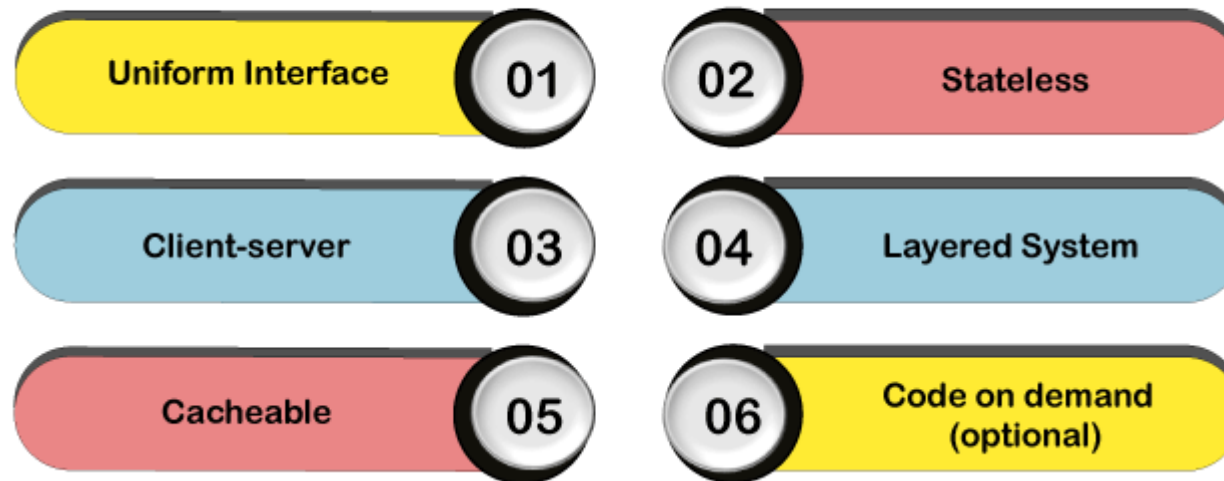 Uniform Interface 01
02 Stateless
Client-server 03
04 Layered System
Cacheable 05
06 Code on demand
(optional)